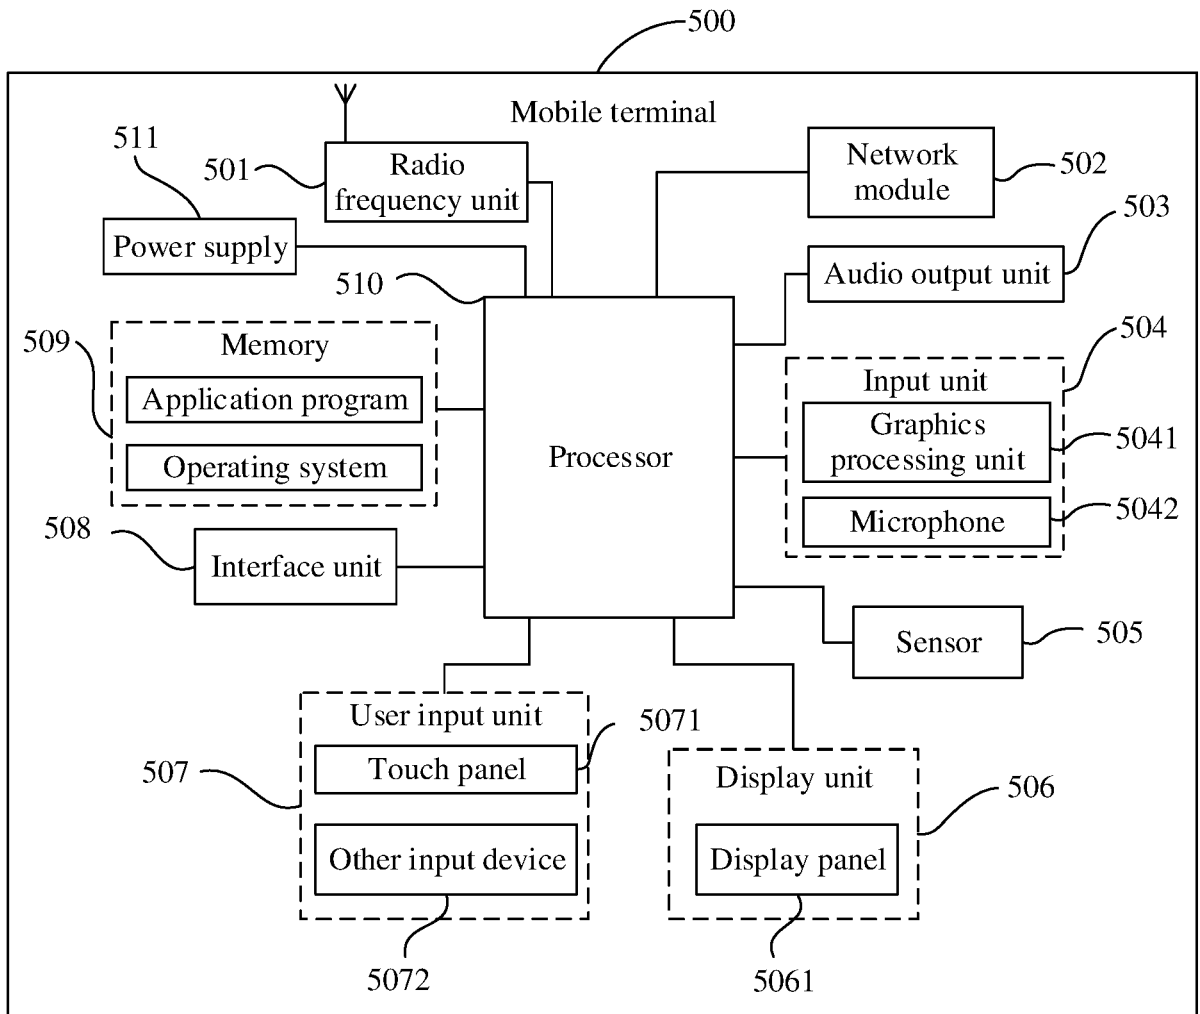 500
Mobile terminal
511
501
Radio
frequency unit
Network
module
502
503
Power supply
510
Audio output unit
509
Memory
504
Input unit
Application program
Graphics
processing unit
5041
Processor
Operating system
5042
Microphone
508
Interface unit
505
Sensor
User input unit
5071
507
Touch panel
Display unit
506
Other input device
Display panel
5072
5061